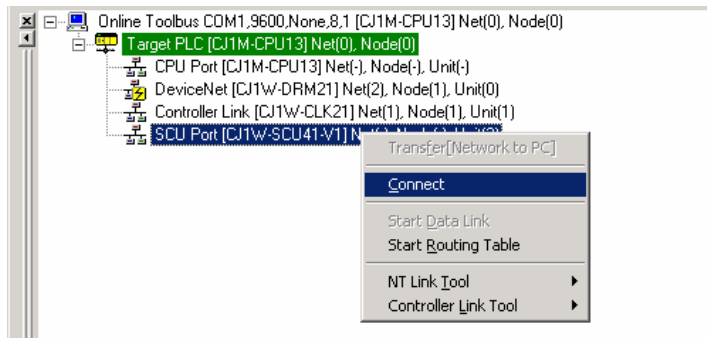 Online Toolbus COM1,9600,None,8,1 [CJ1M-CPU13] Net(0), Node(0)
Target PLC [CJ1M-CPU13] Net(0), Node(0)
CPU Port [CJ1M-CPU13] Net(-), Node(-), Unit(-)
DeviceNet [CJ1W-DRM21] Net(2), Node(1), Unit(0)
Controller Link [CJ1W-CLK21] Net(1), Node(1), Unit(1)
SCU Port [CJ1W-SCU41-V1]
Transfer[Network to PC]
Connect
Start Data Link
Start Routing Table
NT Link Tool
Controller Link Tool